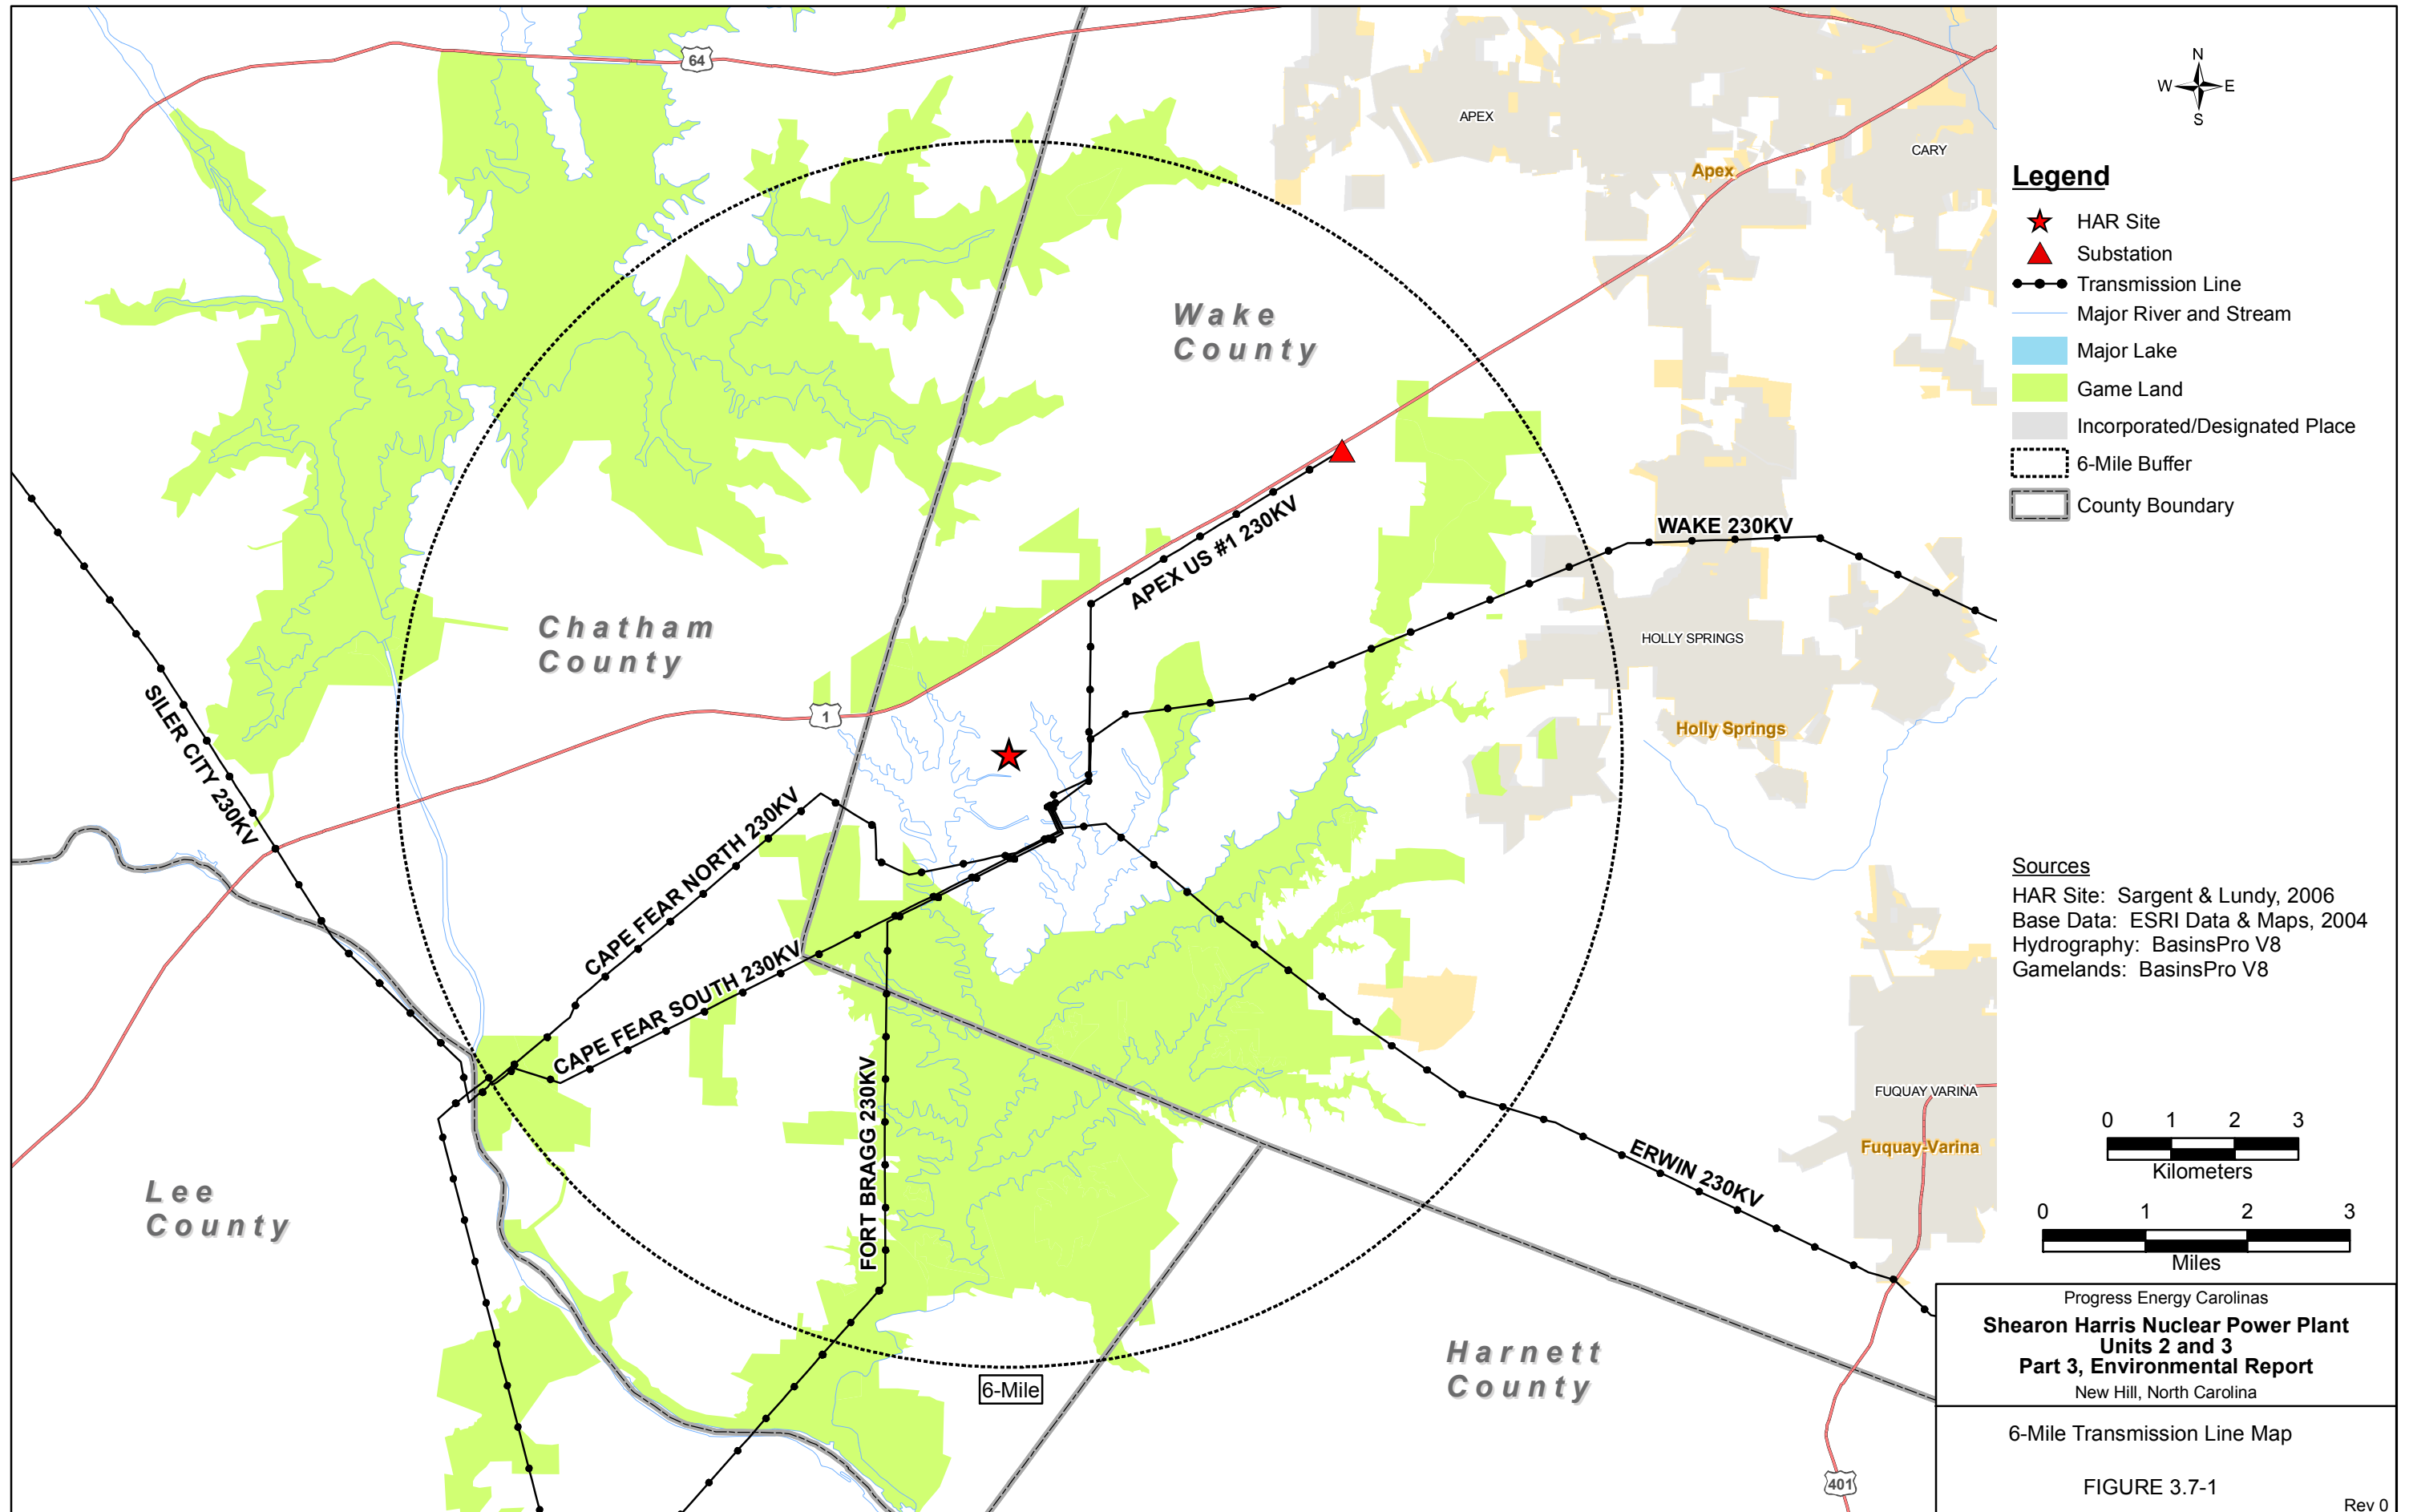 64
APEX
CARY
Apex
Wake
County
APEX US #1 230KV
WAKE 230KV
Chatham
County
HOLLY SPRINGS
Holly Springs
1
SILER CITY 230KV
CAPE FEAR NORTH 230KV
CAPE FEAR SOUTH 230KV
FORT BRAGG 230KV
ERWIN 230KV
FUQUAY VARINA
Fuquay-Varina
Lee
County
Harnett
County
6-Mile
401
N
W E
S
Legend
HAR Site
Substation
Transmission Line
Major River and Stream
Major Lake
Game Land
Incorporated/Designated Place
6-Mile Buffer
County Boundary
Sources
HAR Site: Sargent & Lundy, 2006
Base Data: ESRI Data & Maps, 2004
Hydrography: BasinsPro V8
Gamelands: BasinsPro V8
0 1 2 3
Kilometers
0 1 2 3
Miles
Progress Energy Carolinas
Shearon Harris Nuclear Power Plant
Units 2 and 3
Part 3, Environmental Report
New Hill, North Carolina
6-Mile Transmission Line Map
FIGURE 3.7-1
Rev 0